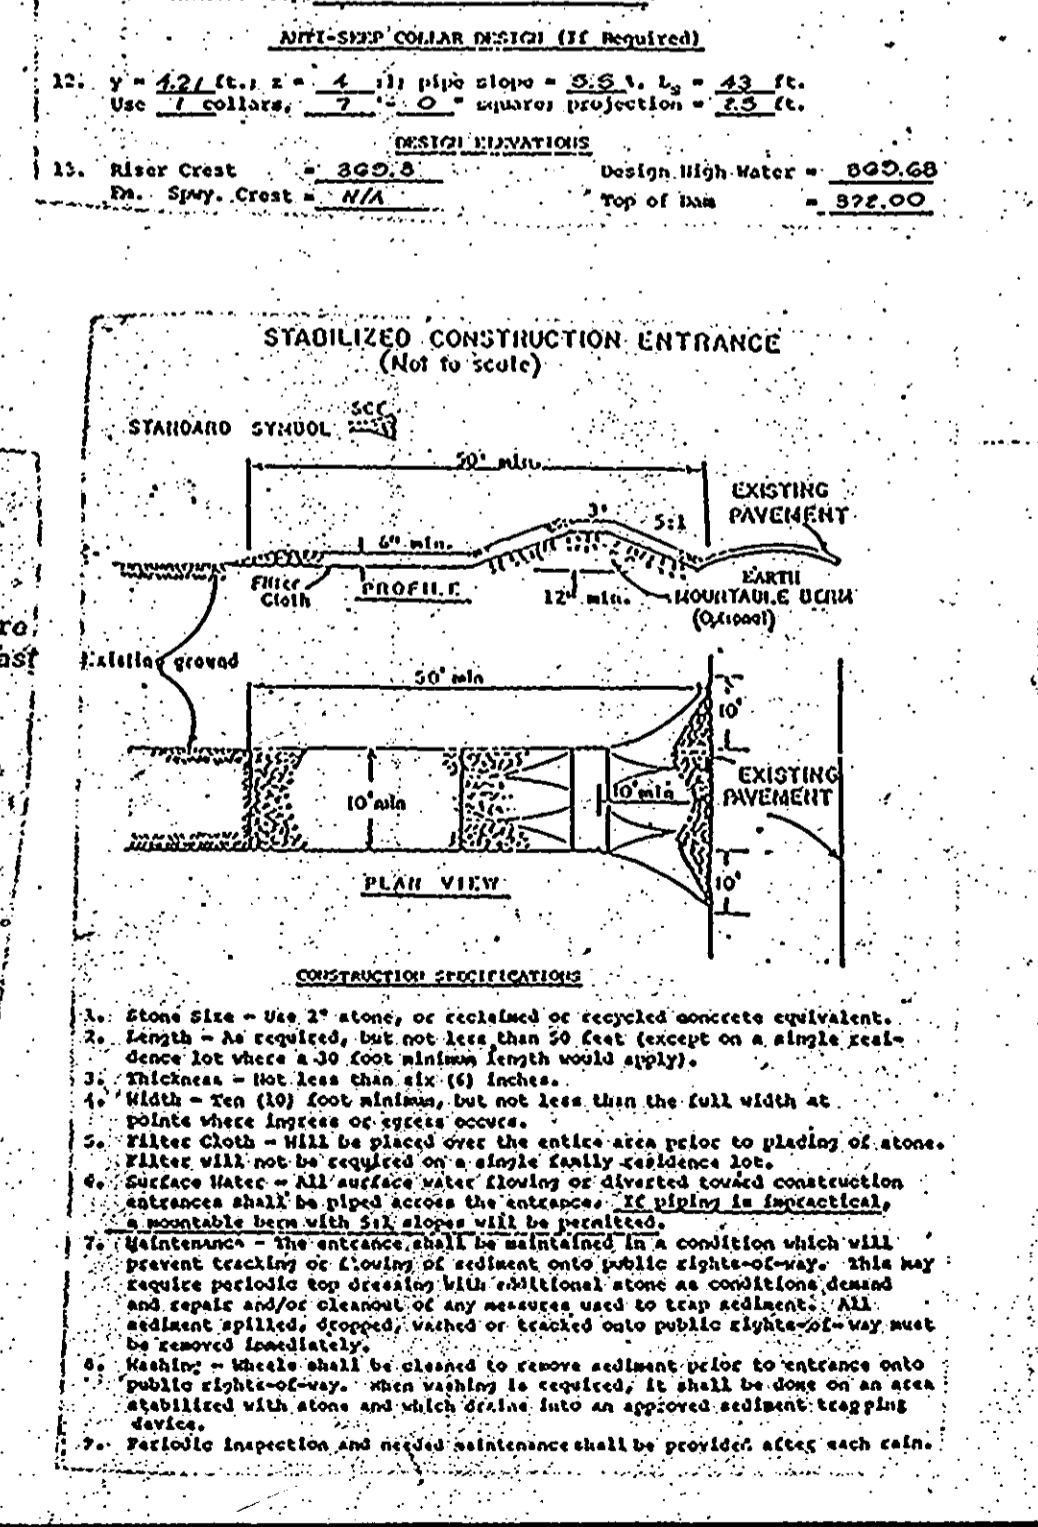 ANTI-SEEP COLLAR DESIGN (If Required)
12. y = 4.21 ft.; z = 4 :1; pipe slope = 5.5 %, Ls = 43 ft.
Use 1 collars, 7 '- 0 " square; projection = 2.5 ft.
DESIGN ELEVATIONS
13. Riser Crest = 369.8 Design High Water = 369.68
Em. Spwy. Crest = N/A Top of Dam = 372.00
STABILIZED CONSTRUCTION ENTRANCE
(Not to scale)
STANDARD SYMBOL SCE
50' min.
EXISTING
PAVEMENT
3'
5:1
6" min.
Filter
Cloth
PROFILE
12" min.
EARTH
MOUNTABLE BERM
(Optional)
Existing ground
50' min
10'
EXISTING
PAVEMENT
10' min
10' min
10'
PLAN VIEW
CONSTRUCTION SPECIFICATIONS
1. Stone Size - Use 2" stone, or reclaimed or recycled concrete equivalent.
2. Length - As required, but not less than 50 feet (except on a single resi-
dence lot where a 30 foot minimum length would apply).
3. Thickness - Not less than six (6) inches.
4. Width - Ten (10) foot minimum, but not less than the full width at
points where ingress or egress occurs.
5. Filter Cloth - Will be placed over the entire area prior to placing of stone.
Filter will not be required on a single family residence lot.
6. Surface Water - All surface water flowing or diverted toward construction
entrances shall be piped across the entrance. If piping is impractical,
a mountable berm with 5:1 slopes will be permitted.
7. Maintenance - The entrance shall be maintained in a condition which will
prevent tracking or flowing of sediment onto public rights-of-way. This may
require periodic top dressing with additional stone as conditions demand
and repair and/or cleanout of any measures used to trap sediment. All
sediment spilled, dropped, washed or tracked onto public rights-of-way must
be removed immediately.
8. Washing - Wheels shall be cleaned to remove sediment prior to entrance onto
public rights-of-way. When washing is required, it shall be done on an area
stabilized with stone and which drains into an approved sediment trapping
device.
9. Periodic inspection and needed maintenance shall be provided after each rain.